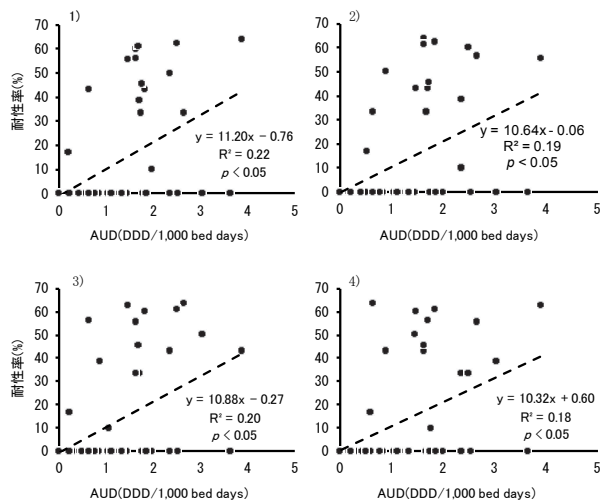 1)
耐性率(%)
70
60
50
40
30
20
10
0
y = 11.20x − 0.76
R² = 0.22
p < 0.05
0 1 2 3 4 5
AUD(DDD/1,000 bed days)
2)
70
60
50
40
30
20
10
0
y = 10.64x - 0.06
R² = 0.19
p < 0.05
0 1 2 3 4 5
AUD(DDD/1,000 bed days)
3)
耐性率(%)
70
60
50
40
30
20
10
0
y = 10.88x − 0.27
R² = 0.20
p < 0.05
0 1 2 3 4 5
AUD(DDD/1,000 bed days)
4)
70
60
50
40
30
20
10
0
y = 10.32x + 0.60
R² = 0.18
p < 0.05
0 1 2 3 4 5
AUD(DDD/1,000 bed days)